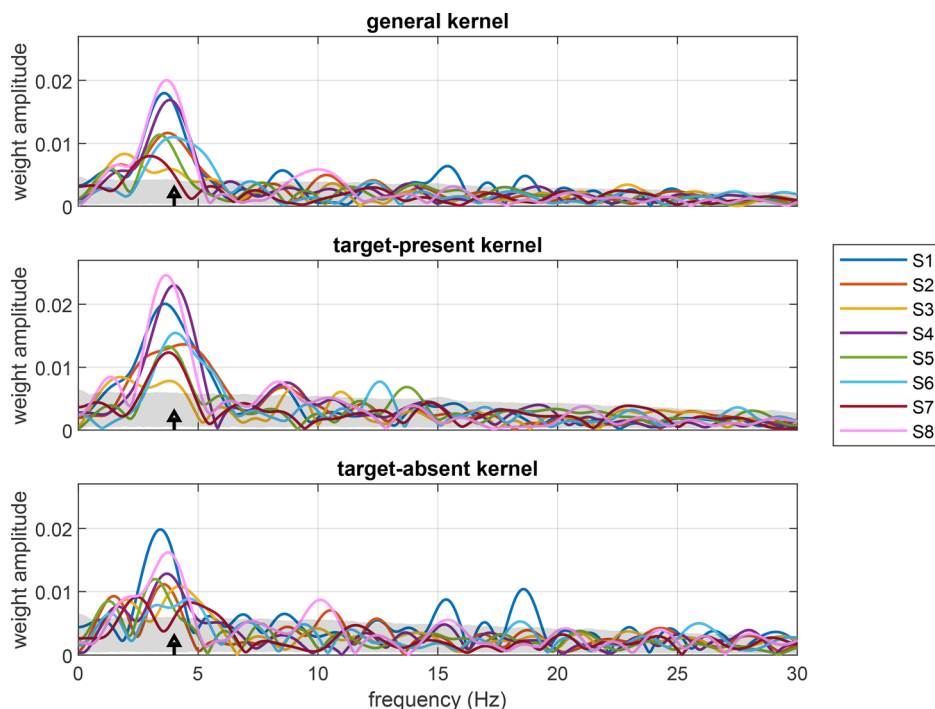 general kernel
weight amplitude
0.02
0.01
0
target-present kernel
weight amplitude
0.02
0.01
0
S1
S2
S3
S4
S5
S6
S7
S8
target-absent kernel
weight amplitude
0.02
0.01
0
0 5 10 15 20 25 30
frequency (Hz)